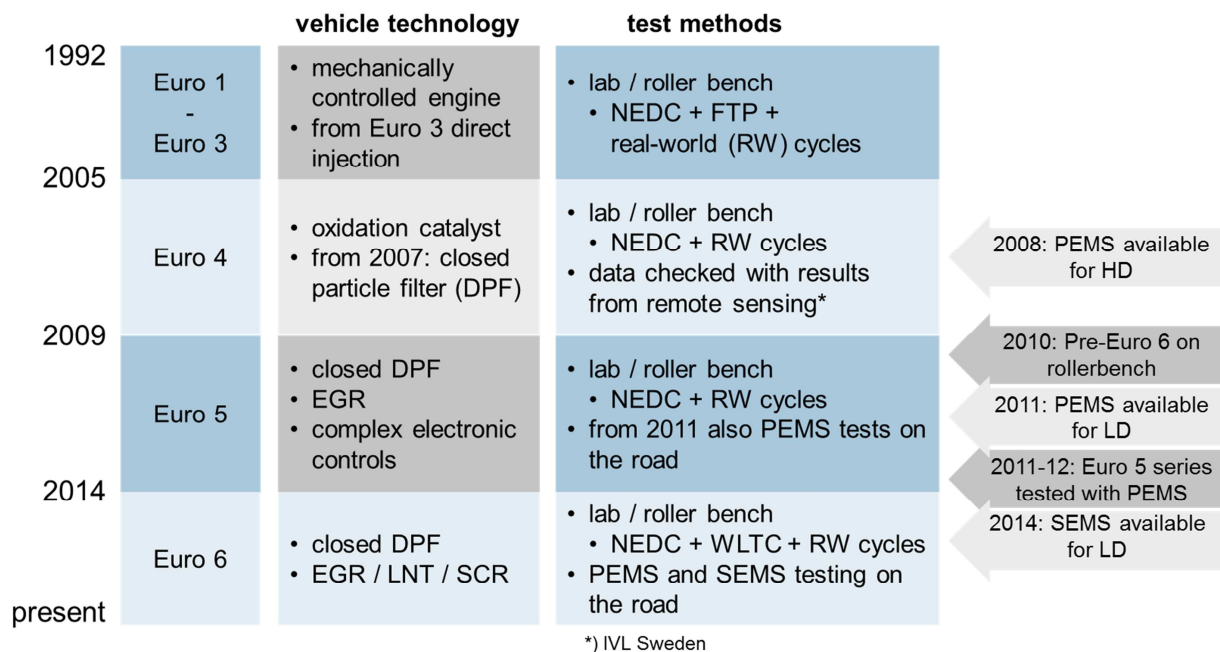 vehicle technology
test methods
1992
Euro 1
-
Euro 3
• mechanically
controlled engine
• from Euro 3 direct
injection
• lab / roller bench
• NEDC + FTP +
real-world (RW) cycles
2005
Euro 4
• oxidation catalyst
• from 2007: closed
particle filter (DPF)
• lab / roller bench
• NEDC + RW cycles
• data checked with results
from remote sensing*
2008: PEMS available
for HD
2009
Euro 5
• closed DPF
• EGR
• complex electronic
controls
• lab / roller bench
• NEDC + RW cycles
• from 2011 also PEMS tests on
the road
2010: Pre-Euro 6 on
rollerbench
2011: PEMS available
for LD
2011-12: Euro 5 series
tested with PEMS
2014
Euro 6
• closed DPF
• EGR / LNT / SCR
• lab / roller bench
• NEDC + WLTC + RW cycles
• PEMS and SEMS testing on
the road
2014: SEMS available
for LD
present
*) IVL Sweden